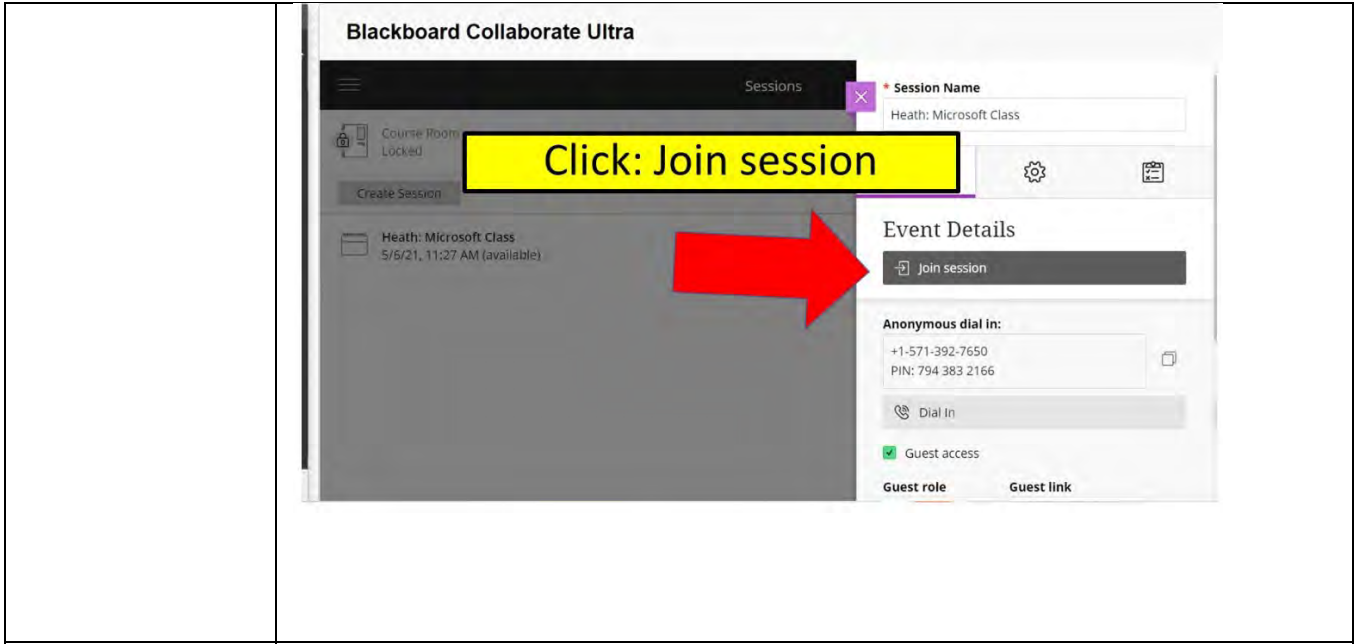 Blackboard Collaborate Ultra
Sessions
* Session Name
Heath: Microsoft Class
Course Room
Locked
Click: Join session
Create Session
Heath: Microsoft Class
5/6/21, 11:27 AM (available)
Event Details
Join session
Anonymous dial in:
+1-571-392-7650
PIN: 794 383 2166
Dial In
Guest access
Guest role Guest link